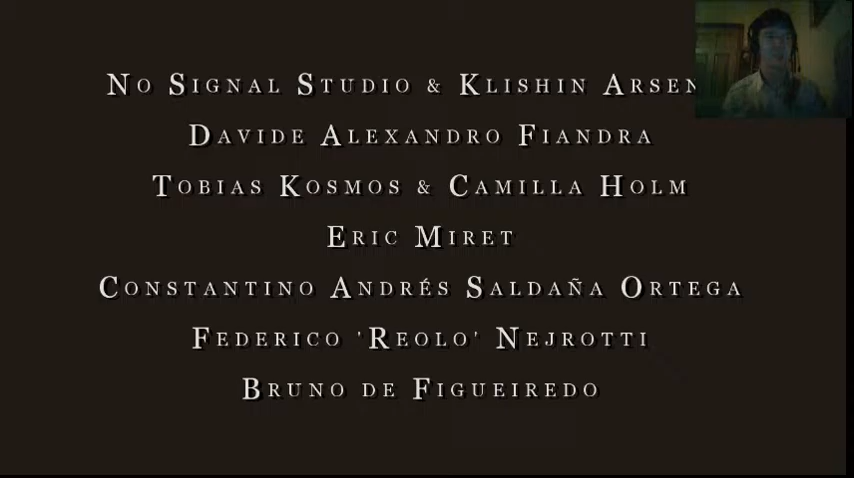 No Signal Studio & Klishin
Davide Alexandro Fiandra
Tobias Kosmos & Camilla Holm
Eric Miret
Constantino Andrés Saldaña Ortega
Federico 'Reolo' Nejrotti
Bruno de Figueiredo